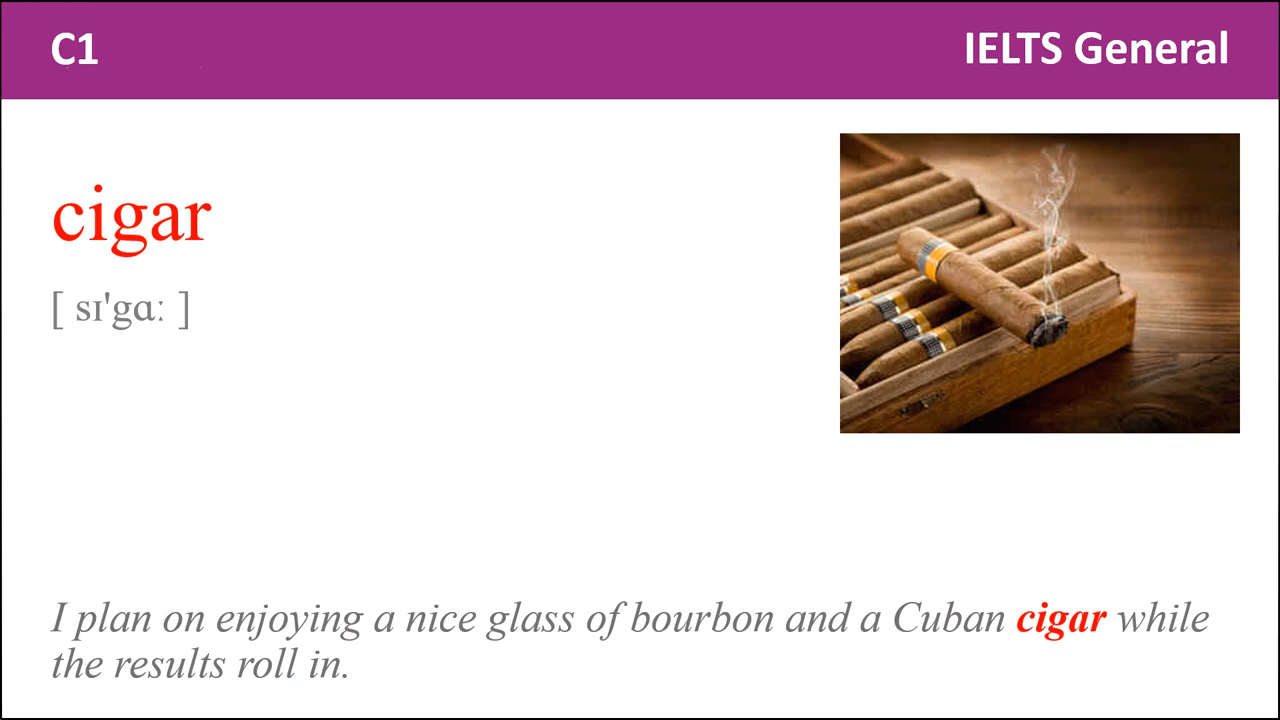 C1
IELTS General
cigar
[ sɪ'gɑː ]
I plan on enjoying a nice glass of bourbon and a Cuban cigar while
the results roll in.